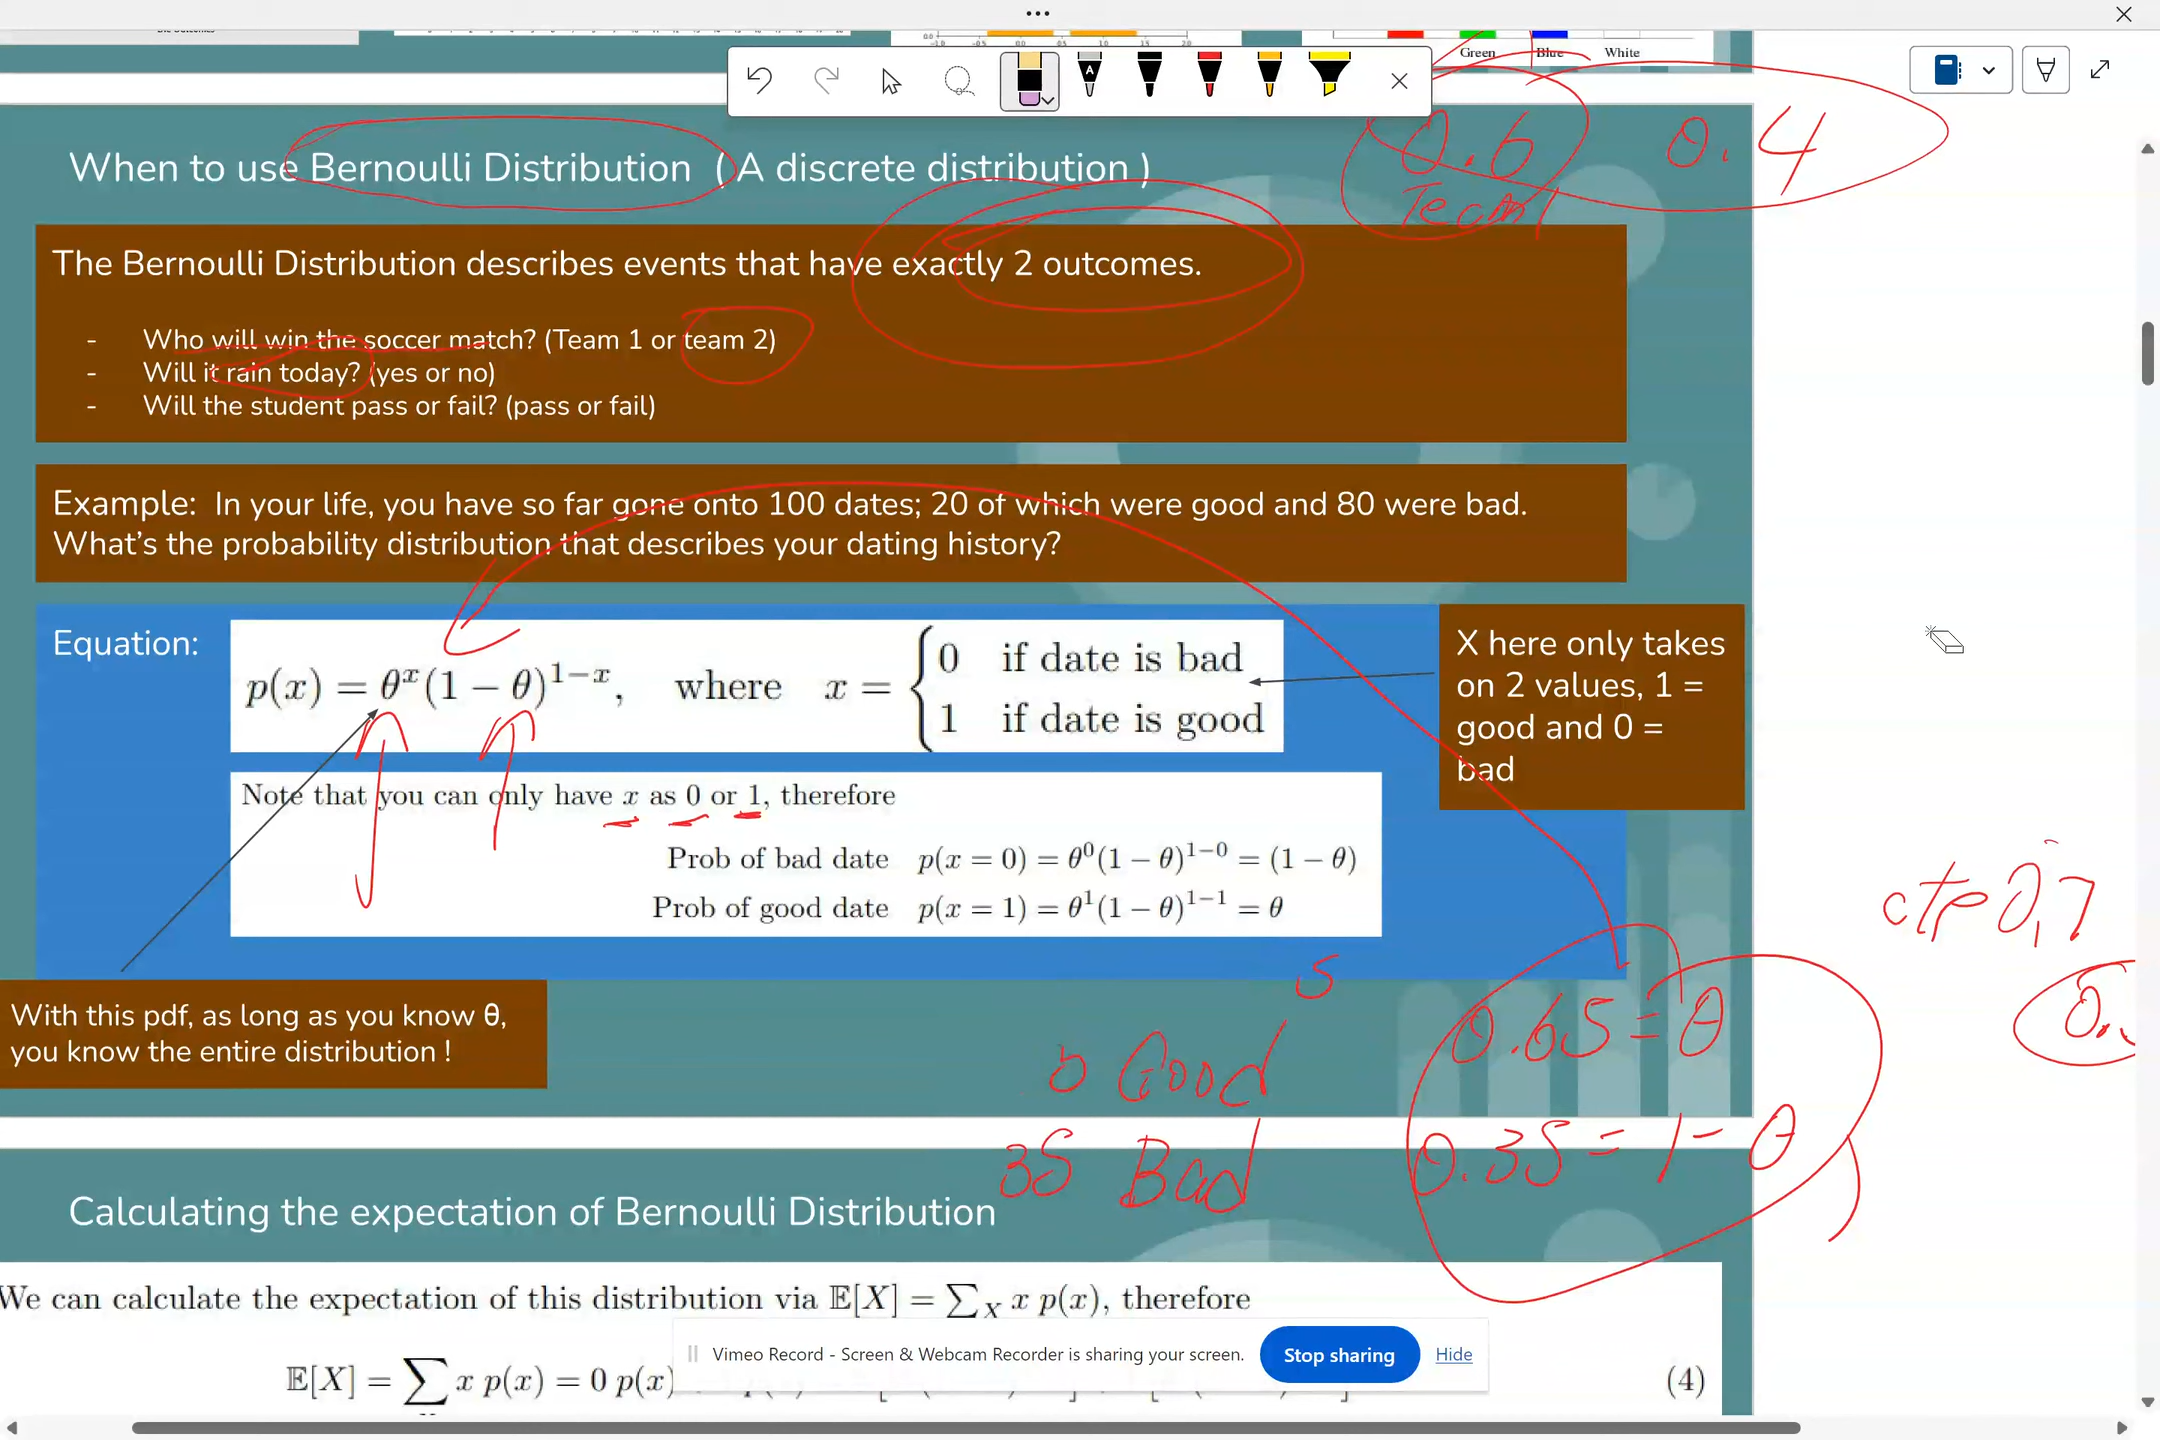 Green Blue White
0.6 0.4
Team 1
When to use Bernoulli Distribution ( A discrete distribution )
The Bernoulli Distribution describes events that have exactly 2 outcomes.
- Who will win the soccer match? (Team 1 or team 2)
- Will it rain today? (yes or no)
- Will the student pass or fail? (pass or fail)
Example: In your life, you have so far gone onto 100 dates; 20 of which were good and 80 were bad.
What's the probability distribution that describes your dating history?
Equation:
p(x) = θ^x(1 − θ)^{1−x}, where x = { 0 if date is bad
1 if date is good
X here only takes
on 2 values, 1 =
good and 0 =
bad
Note that you can only have x as 0 or 1, therefore
Prob of bad date p(x = 0) = θ^0(1 − θ)^{1−0} = (1 − θ)
Prob of good date p(x = 1) = θ^1(1 − θ)^{1−1} = θ
With this pdf, as long as you know θ,
you know the entire distribution !
5
Good
35 Bad
0.65 = θ
0.35 = 1 - θ
0.7
Calculating the expectation of Bernoulli Distribution
We can calculate the expectation of this distribution via 𝔼[X] = ∑_X x p(x), therefore
𝔼[X] = ∑ x p(x) = 0 p(x
(4)
Vimeo Record - Screen & Webcam Recorder is sharing your screen.
Stop sharing
Hide